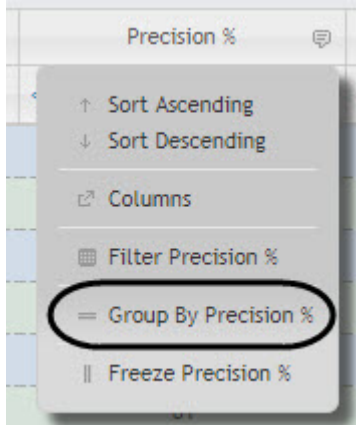 Precision %
Sort Ascending
Sort Descending
Columns
Filter Precision %
Group By Precision %
Freeze Precision %